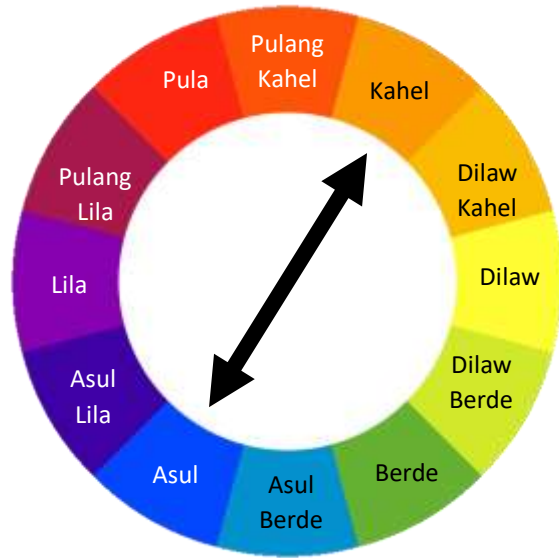 Pulang
Kahel
Kahel
Dilaw
Kahel
Dilaw
Dilaw
Berde
Berde
Asul
Berde
Asul
Asul
Lila
Lila
Pulang
Lila
Pula